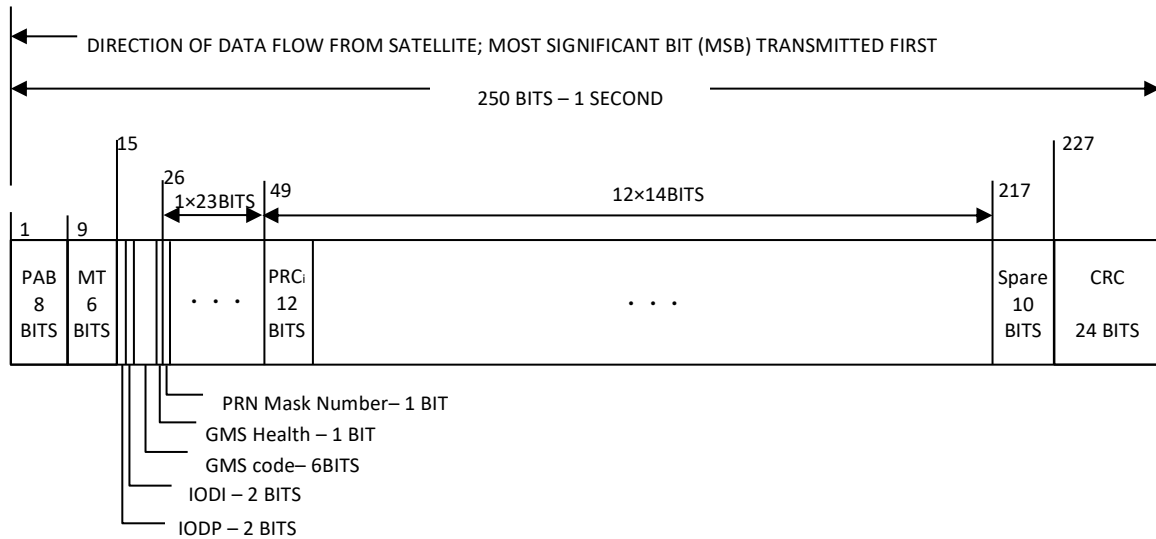 DIRECTION OF DATA FLOW FROM SATELLITE; MOST SIGNIFICANT BIT (MSB) TRANSMITTED FIRST
250 BITS – 1 SECOND
15
227
26
49
217
1×23BITS
12×14BITS
1
9
PAB
8
BITS
MT
6
BITS
. . .
PRCi
12
BITS
. . .
Spare
10
BITS
CRC
24 BITS
PRN Mask Number– 1 BIT
GMS Health – 1 BIT
GMS code– 6BITS
IODI – 2 BITS
IODP – 2 BITS